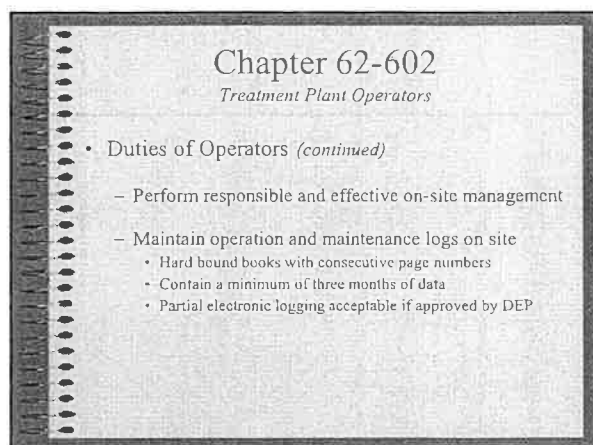 Chapter 62-602
Treatment Plant Operators
• Duties of Operators (continued)
– Perform responsible and effective on-site management
– Maintain operation and maintenance logs on site
• Hard bound books with consecutive page numbers
• Contain a minimum of three months of data
• Partial electronic logging acceptable if approved by DEP